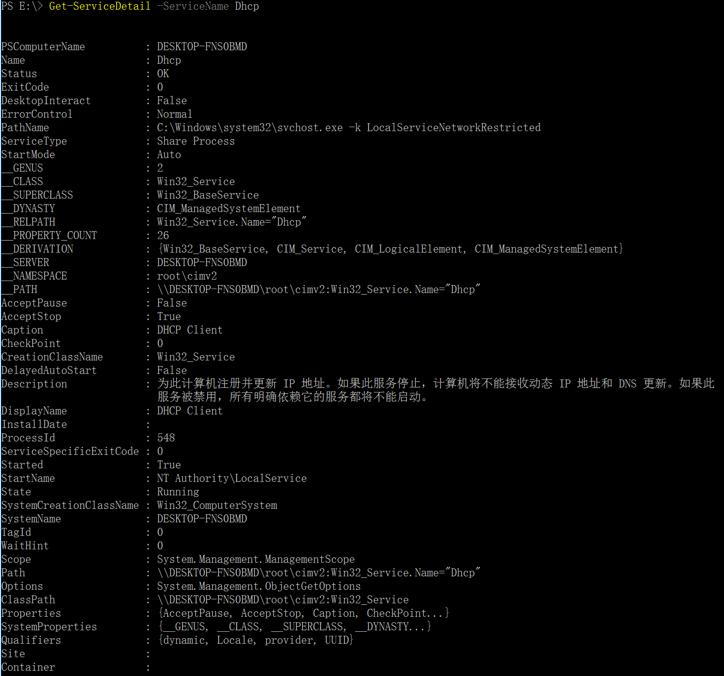 PS E:\> Get-ServiceDetail -ServiceName Dhcp
PSComputerName : DESKTOP-FNS0BMD
Name : Dhcp
Status : OK
ExitCode : 0
DesktopInteract : False
ErrorControl : Normal
PathName : C:\Windows\system32\svchost.exe -k LocalServiceNetworkRestricted
ServiceType : Share Process
StartMode : Auto
__GENUS : 2
__CLASS : Win32_Service
__SUPERCLASS : Win32_BaseService
__DYNASTY : CIM_ManagedSystemElement
__RELPATH : Win32_Service.Name="Dhcp"
__PROPERTY_COUNT : 26
__DERIVATION : {Win32_BaseService, CIM_Service, CIM_LogicalElement, CIM_ManagedSystemElement}
__SERVER : DESKTOP-FNS0BMD
__NAMESPACE : root\cimv2
__PATH : \\DESKTOP-FNS0BMD\root\cimv2:Win32_Service.Name="Dhcp"
AcceptPause : False
AcceptStop : True
Caption : DHCP Client
CheckPoint : 0
CreationClassName : Win32_Service
DelayedAutoStart : False
Description : 为此计算机注册并更新 IP 地址。如果此服务停止，计算机将不能接收动态 IP 地址和 DNS 更新。如果此
服务被禁用，所有明确依赖它的服务都将不能启动。
DisplayName : DHCP Client
InstallDate :
ProcessId : 548
ServiceSpecificExitCode : 0
Started : True
StartName : NT Authority\LocalService
State : Running
SystemCreationClassName : Win32_ComputerSystem
SystemName : DESKTOP-FNS0BMD
TagId : 0
WaitHint : 0
Scope : System.Management.ManagementScope
Path : \\DESKTOP-FNS0BMD\root\cimv2:Win32_Service.Name="Dhcp"
Options : System.Management.ObjectGetOptions
ClassPath : \\DESKTOP-FNS0BMD\root\cimv2:Win32_Service
Properties : {AcceptPause, AcceptStop, Caption, CheckPoint...}
SystemProperties : {__GENUS, __CLASS, __SUPERCLASS, __DYNASTY...}
Qualifiers : {dynamic, Locale, provider, UUID}
Site :
Container :